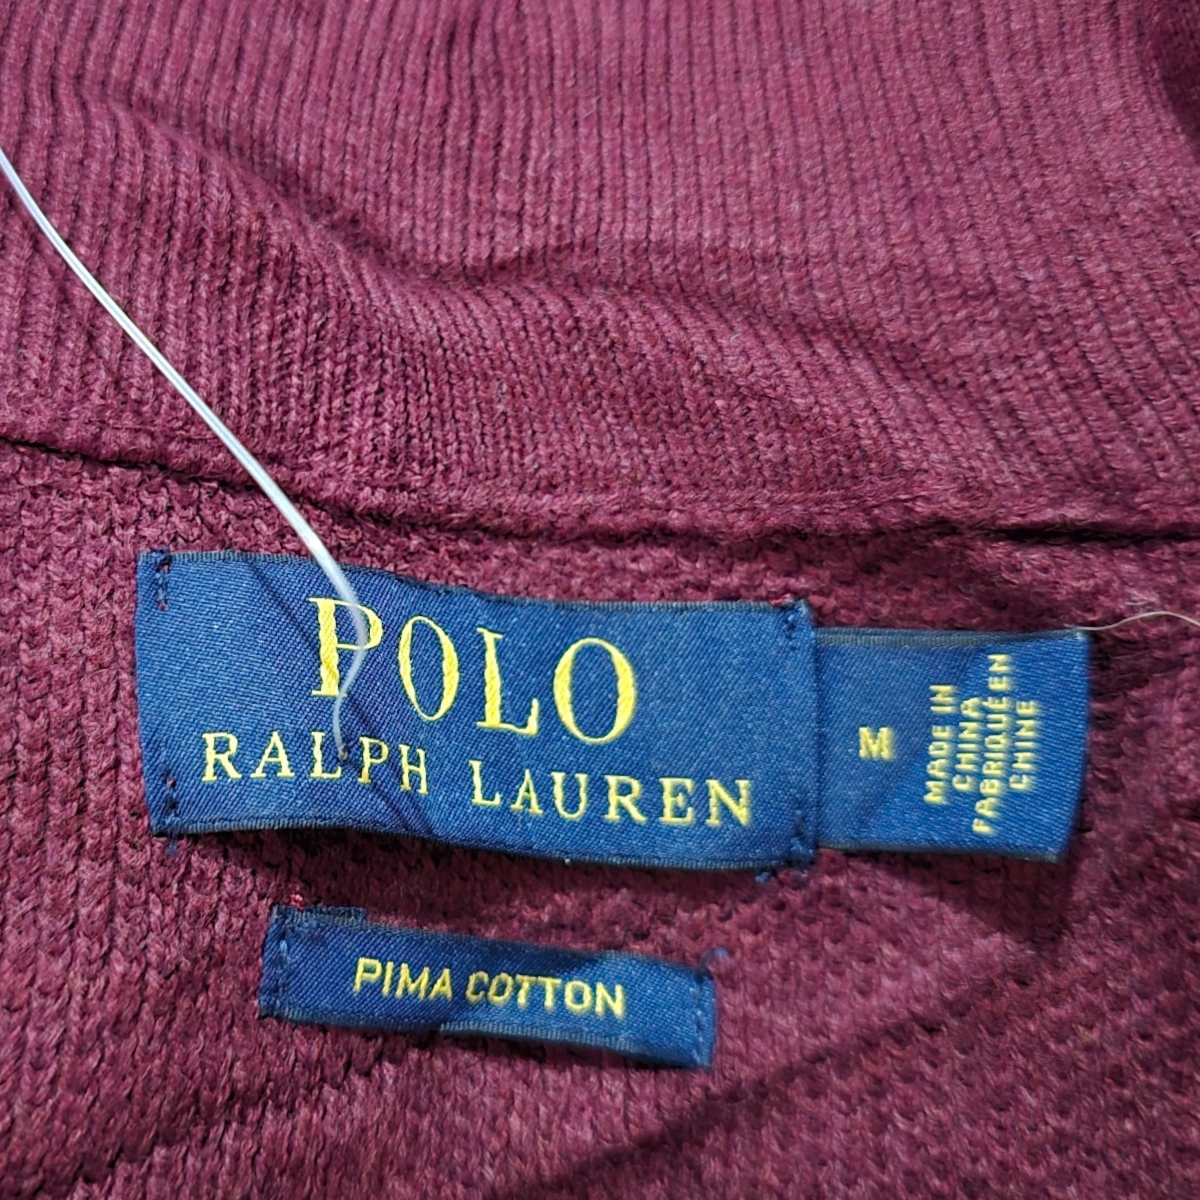 POLO
RALPH LAUREN
M
MADE IN
CHINA
FABRIQUÉ EN
CHINE
PIMA COTTON